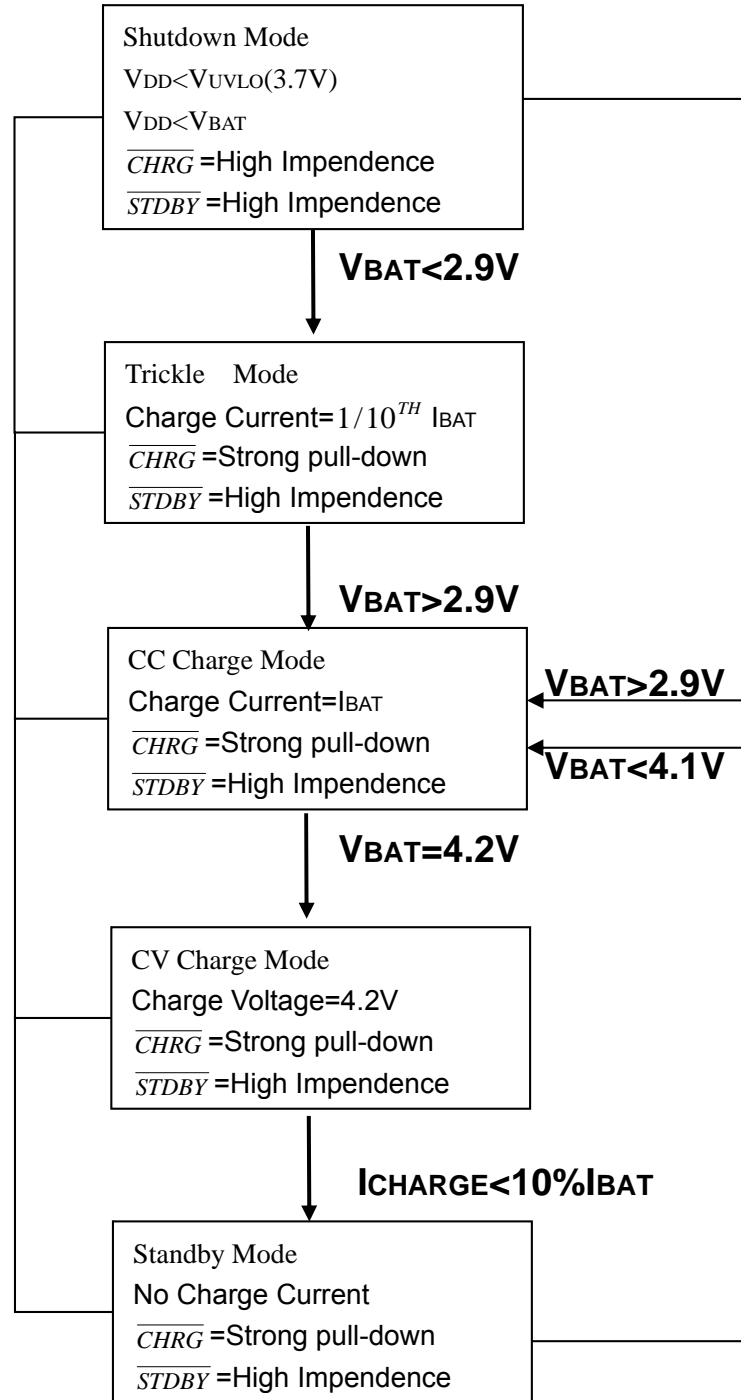 Shutdown Mode
VDD<VUVLO(3.7V)
VDD<VBAT
CHRG =High Impendence
STDBY =High Impendence
VBAT<2.9V
Trickle Mode
Charge Current=1/10TH IBAT
CHRG =Strong pull-down
STDBY =High Impendence
VBAT>2.9V
CC Charge Mode
Charge Current=IBAT
CHRG =Strong pull-down
STDBY =High Impendence
VBAT>2.9V
VBAT<4.1V
VBAT=4.2V
CV Charge Mode
Charge Voltage=4.2V
CHRG =Strong pull-down
STDBY =High Impendence
ICHARGE<10%IBAT
Standby Mode
No Charge Current
CHRG =Strong pull-down
STDBY =High Impendence